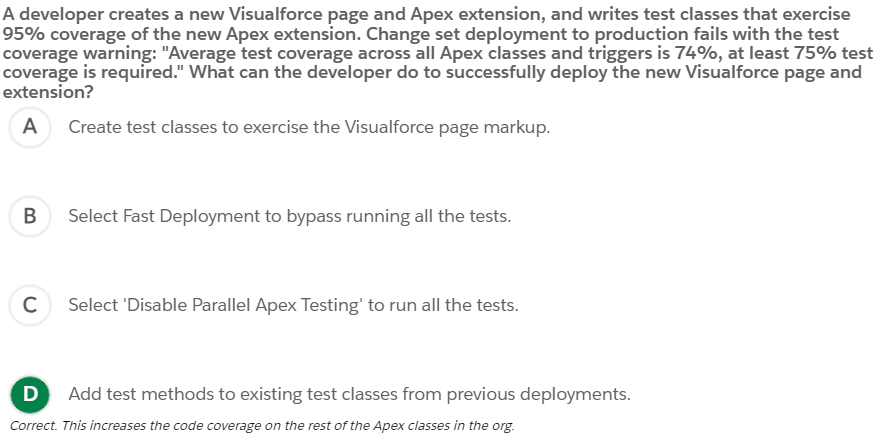 A developer creates a new Visualforce page and Apex extension, and writes test classes that exercise
95% coverage of the new Apex extension. Change set deployment to production fails with the test
coverage warning: "Average test coverage across all Apex classes and triggers is 74%, at least 75% test
coverage is required." What can the developer do to successfully deploy the new Visualforce page and
extension?
A Create test classes to exercise the Visualforce page markup.
B Select Fast Deployment to bypass running all the tests.
C Select 'Disable Parallel Apex Testing' to run all the tests.
D Add test methods to existing test classes from previous deployments.
Correct. This increases the code coverage on the rest of the Apex classes in the org.